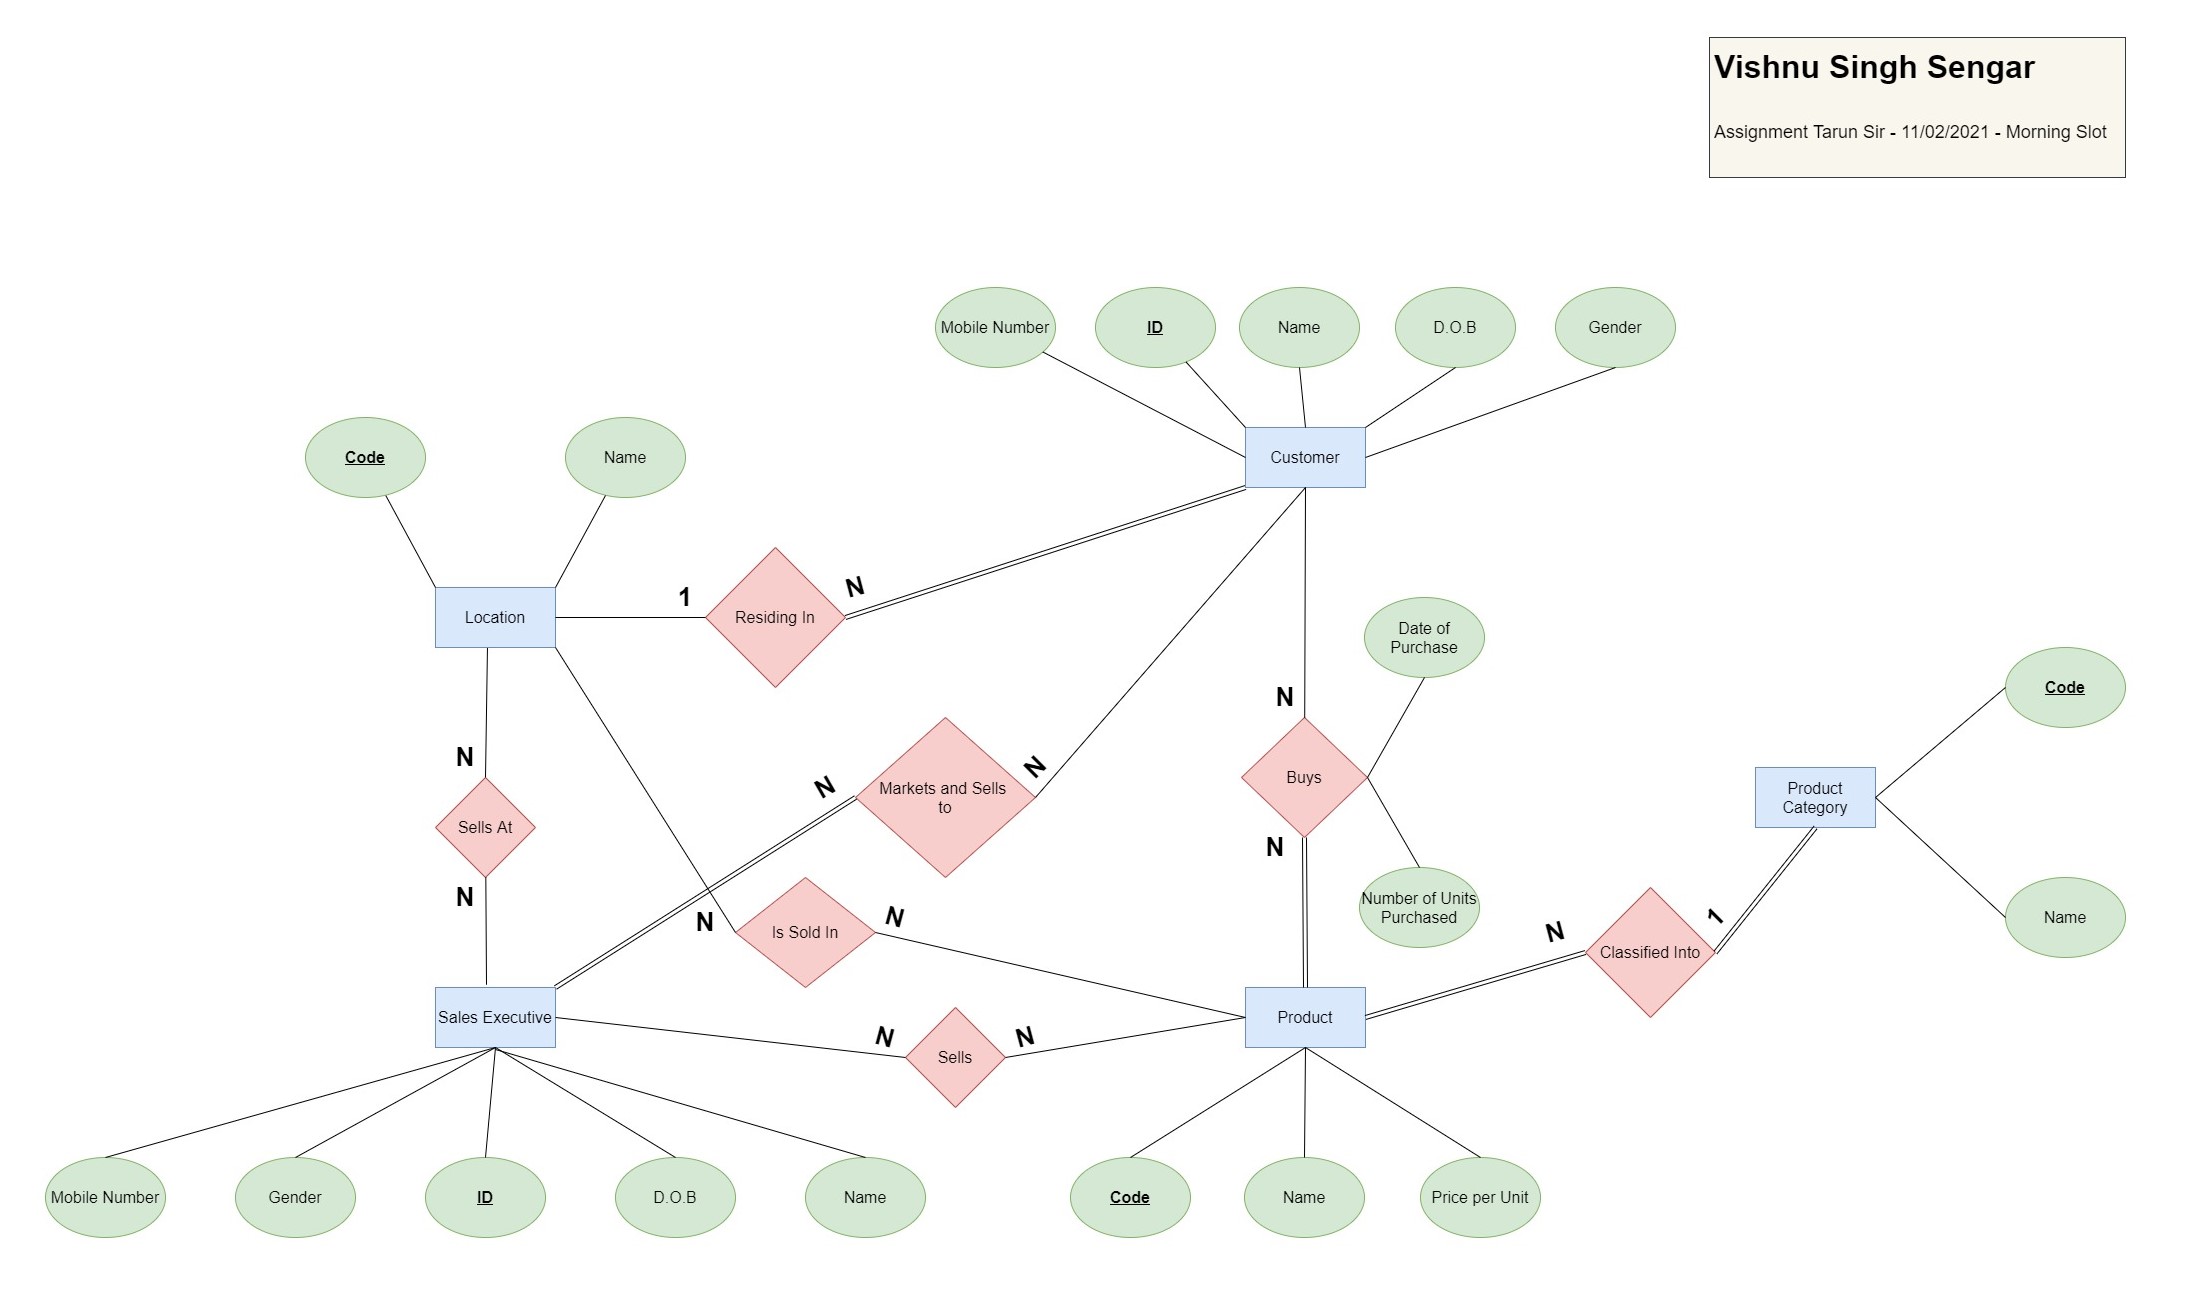 Vishnu Singh Sengar
Assignment Tarun Sir - 11/02/2021 - Morning Slot
Mobile Number
ID
Name
D.O.B
Gender
Code
Name
Customer
Location
1
Residing In
N
Date of
Purchase
Code
N
N
N
N
Markets and Sells
to
N
Buys
Product
Category
Sells At
N
N
N
Is Sold In
N
Number of Units
Purchased
N
Classified Into
1
Name
Sales Executive
N
Sells
N
Product
Mobile Number
Gender
ID
D.O.B
Name
Code
Name
Price per Unit